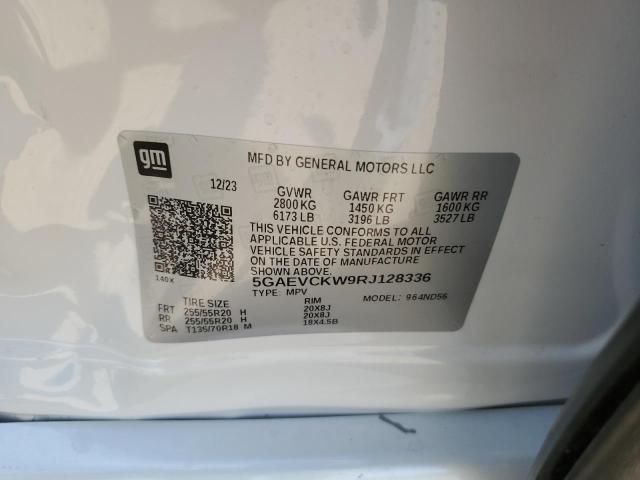 gm
MFD BY GENERAL MOTORS LLC
12/23
GVWR GAWR FRT GAWR RR
2800 KG 1450 KG 1600 KG
6173 LB 3196 LB 3527 LB
THIS VEHICLE CONFORMS TO ALL
APPLICABLE U.S. FEDERAL MOTOR
VEHICLE SAFETY STANDARDS IN EFFECT
ON THE DATE OF MANUFACTURE
SHOWN ABOVE.
140X
5GAEVCKW9RJ128336
TYPE: MPV MODEL: 964ND56
TIRE SIZE RIM
FRT 255/55R20 H 20X8J
RR 255/55R20 H 20X8J
SPA T135/70R18 M 18X4.5B